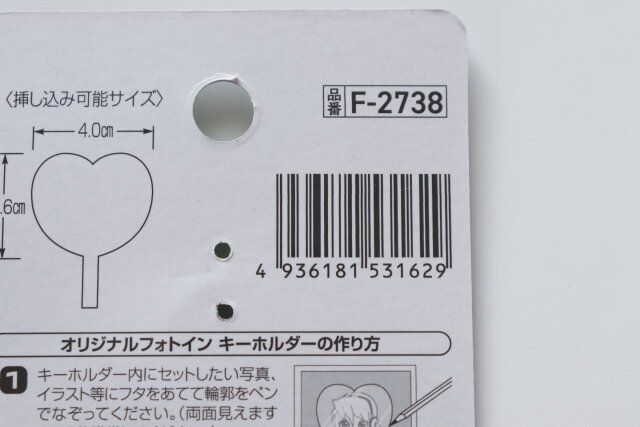 〈挿し込み可能サイズ〉
品番 F-2738
4.0cm
.6cm
4 936181 531629
オリジナルフォトイン キーホルダーの作り方
1 キーホルダー内にセットしたい写真、
イラスト等にフタをあてて輪郭をペン
でなぞってください。(両面見えます